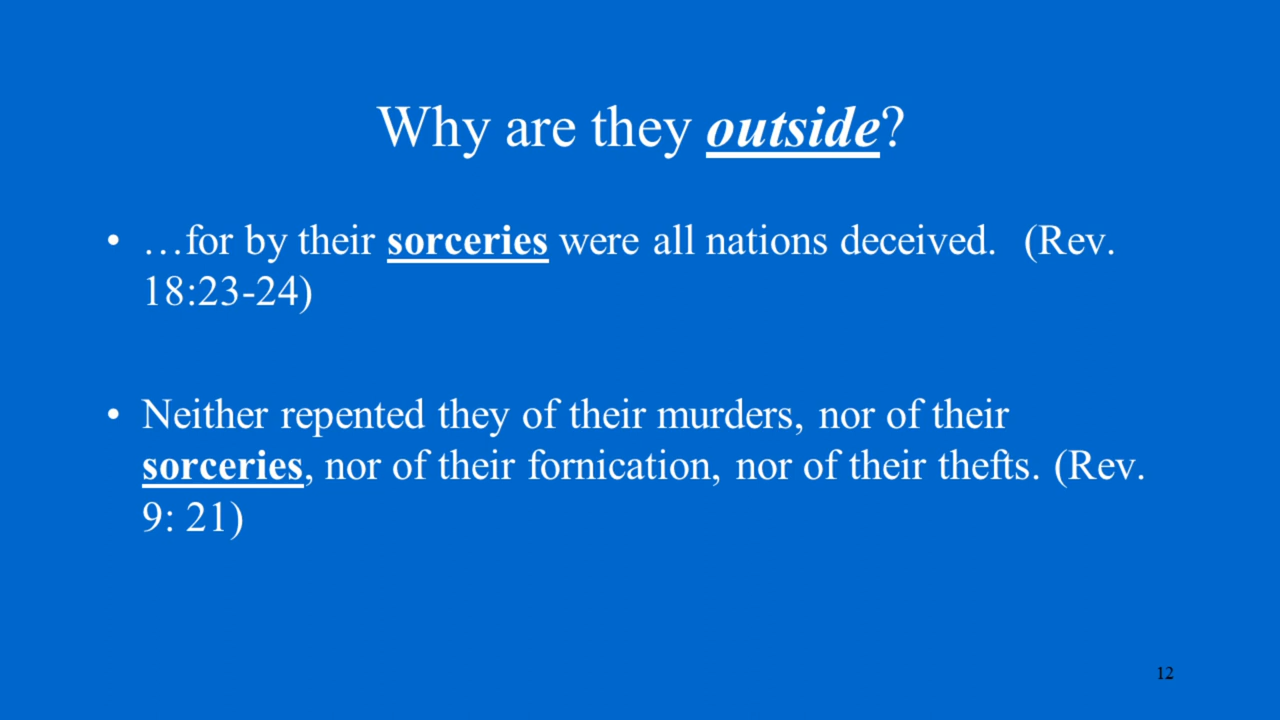 Why are they outside?
• …for by their sorceries were all nations deceived.  (Rev.
18:23-24)
• Neither repented they of their murders, nor of their
sorceries, nor of their fornication, nor of their thefts. (Rev.
9: 21)
12